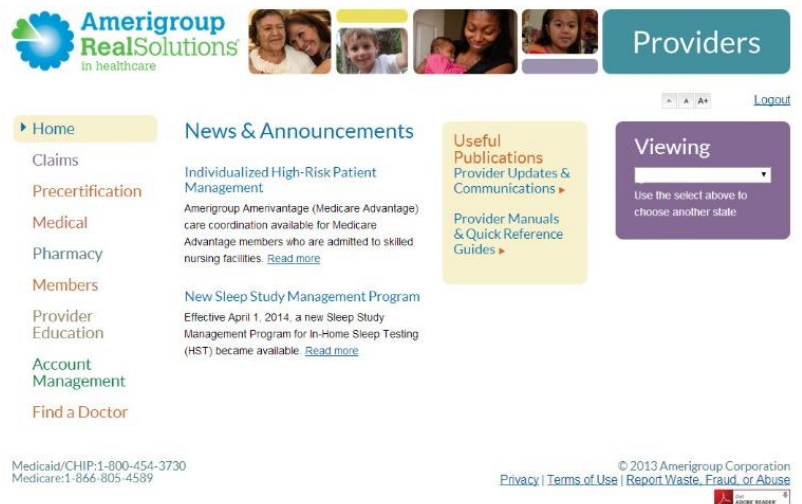 Amerigroup
RealSolutions
in healthcare
Providers
A A A+
Logout
Home
Claims
Precertification
Medical
Pharmacy
Members
Provider
Education
Account
Management
Find a Doctor
News & Announcements
Individualized High-Risk Patient
Management
Amerigroup Amerivantage (Medicare Advantage)
care coordination available for Medicare
Advantage members who are admitted to skilled
nursing facilities. Read more
New Sleep Study Management Program
Effective April 1, 2014, a new Sleep Study
Management Program for In-Home Sleep Testing
(HST) became available. Read more
Useful
Publications
Provider Updates &
Communications
Provider Manuals
& Quick Reference
Guides
Viewing
Use the select above to
choose another state
Medicaid/CHIP:1-800-454-3730
Medicare:1-866-805-4589
© 2013 Amerigroup Corporation
Privacy | Terms of Use | Report Waste, Fraud, or Abuse
Get
ADOBE READER